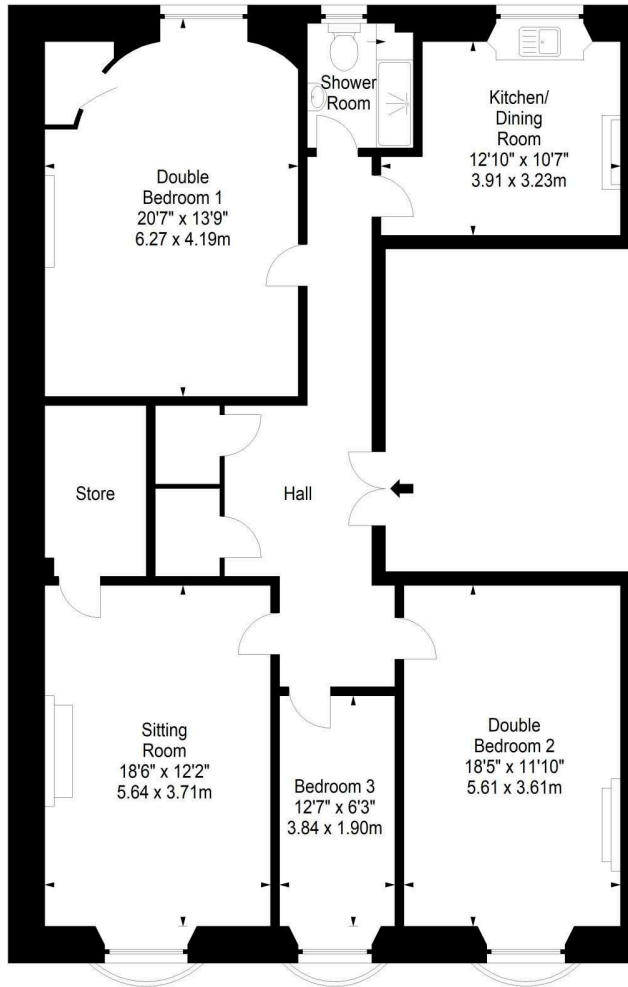 Shower
Room
Kitchen/
Dining
Room
12'10" x 10'7"
3.91 x 3.23m
Double
Bedroom 1
20'7" x 13'9"
6.27 x 4.19m
Store
Hall
Sitting
Room
18'6" x 12'2"
5.64 x 3.71m
Bedroom 3
12'7" x 6'3"
3.84 x 1.90m
Double
Bedroom 2
18'5" x 11'10"
5.61 x 3.61m